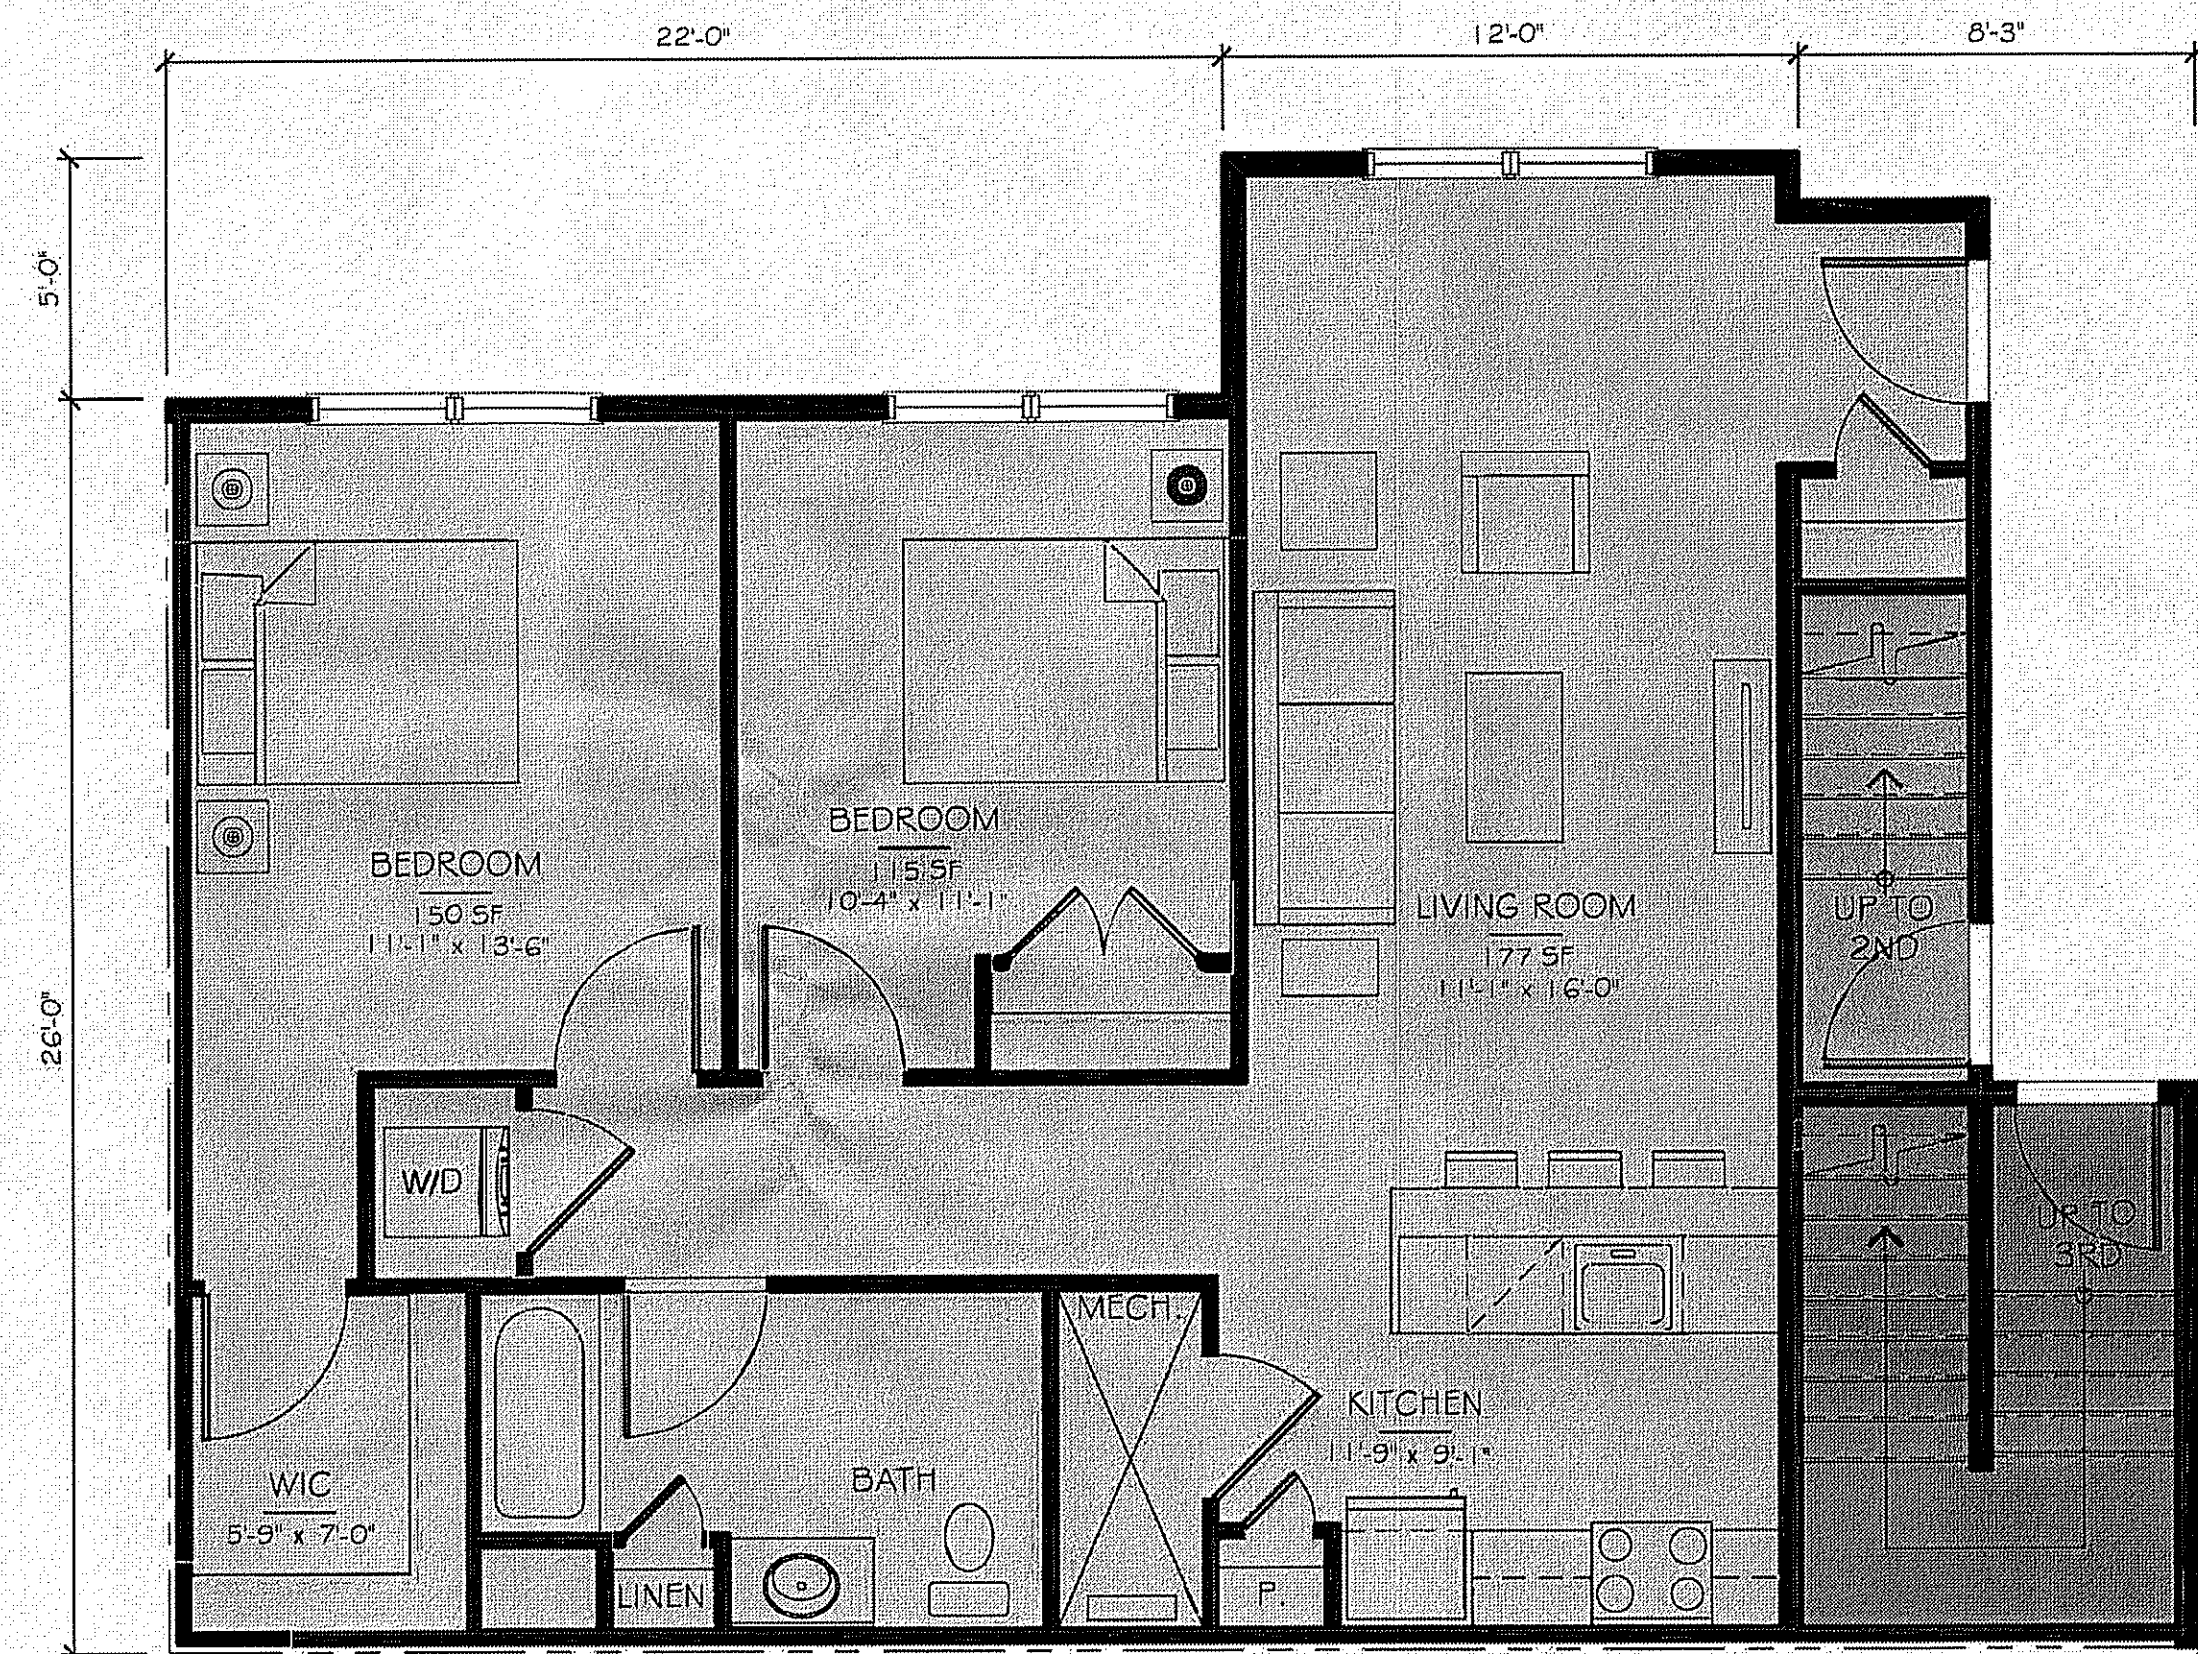 22'-0"
12'-0"
8'-3"
5'-0"
26'-0"
BEDROOM
150 SF
11'-1" x 13'-6"
BEDROOM
115 SF
10'-4" x 11'-1"
LIVING ROOM
177 SF
11'-1" x 16'-0"
UP TO
2ND
W/D
UP TO
3RD
MECH.
KITCHEN
11'-9" x 9'-1"
WIC
5'-9" x 7'-0"
BATH
LINEN
P.